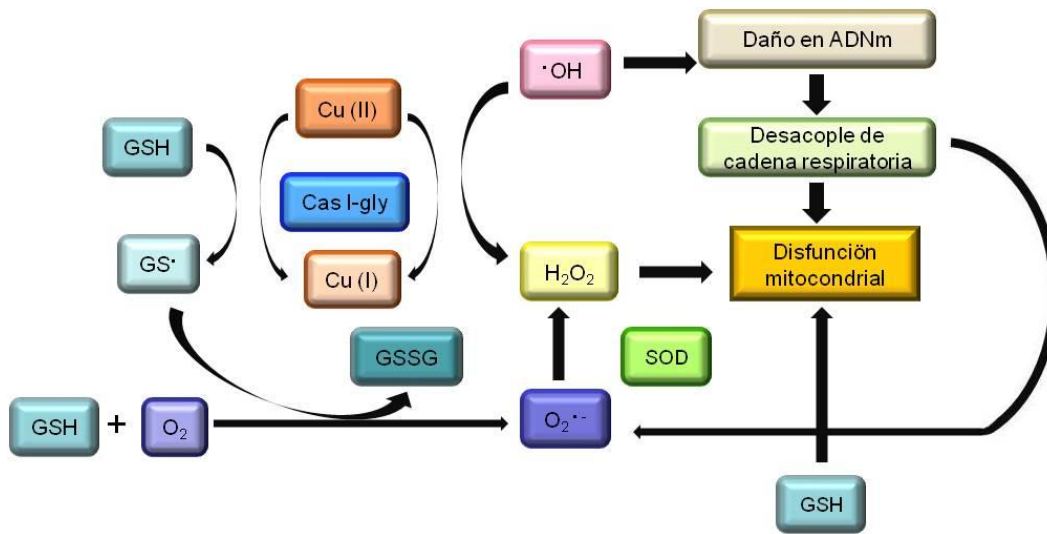 Daño en ADNm
·OH
Cu (II)
GSH
Desacople de
cadena respiratoria
Cas I-gly
GS·
Cu (I)
H₂O₂
Disfunción
mitocondrial
GSSG
SOD
GSH + O₂
O₂·-
GSH